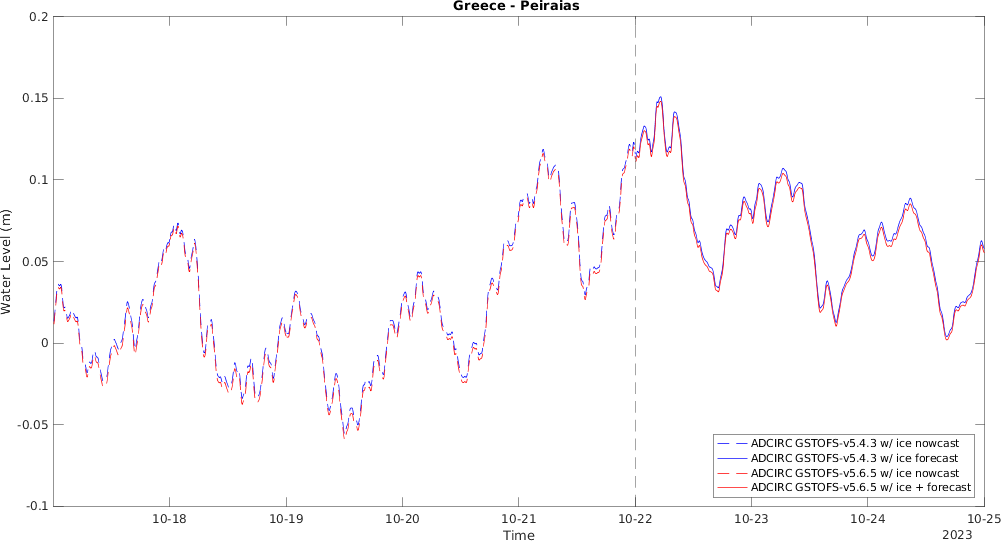 Greece - Peiraias
0.2
0.15
0.1
0.05
0
-0.05
-0.1
Water Level (m)
ADCIRC GSTOFS-v5.4.3 w/ ice nowcast
ADCIRC GSTOFS-v5.4.3 w/ ice forecast
ADCIRC GSTOFS-v5.6.5 w/ ice nowcast
ADCIRC GSTOFS-v5.6.5 w/ ice + forecast
10-18 10-19 10-20 10-21 10-22 10-23 10-24 10-25
Time
2023